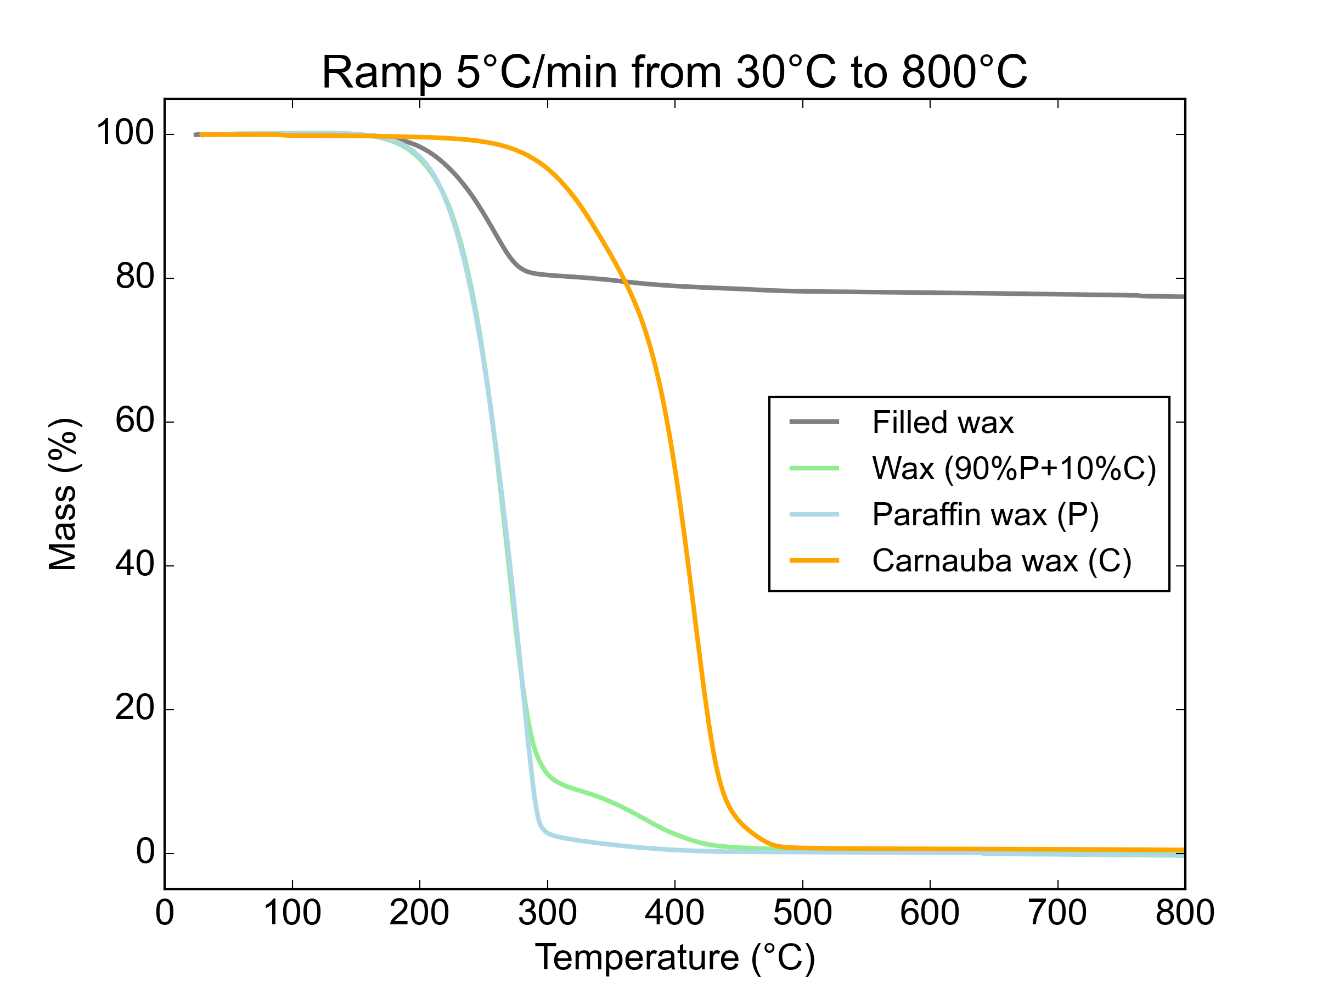 Ramp 5°C/min from 30°C to 800°C
100
80
60
40
20
0
Mass (%)
Filled wax
Wax (90%P+10%C)
Paraffin wax (P)
Carnauba wax (C)
0 100 200 300 400 500 600 700 800
Temperature (°C)